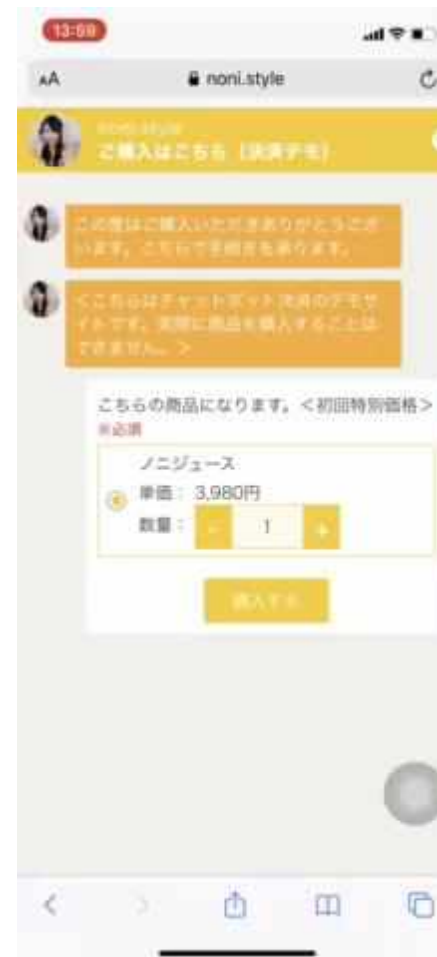 13:59
AA noni.style
noni.style
ご購入はこちら (決済デモ)
この度はご購入いただきありがとうござ
います。こちらで手続きを承ります。
<こちらはチャットボット決済のデモサ
イトです。実際に商品を購入することは
できません。>
こちらの商品になります。<初回特別価格>
※必須
ノニジュース
単価: 3,980円
数量: - 1 +
購入する